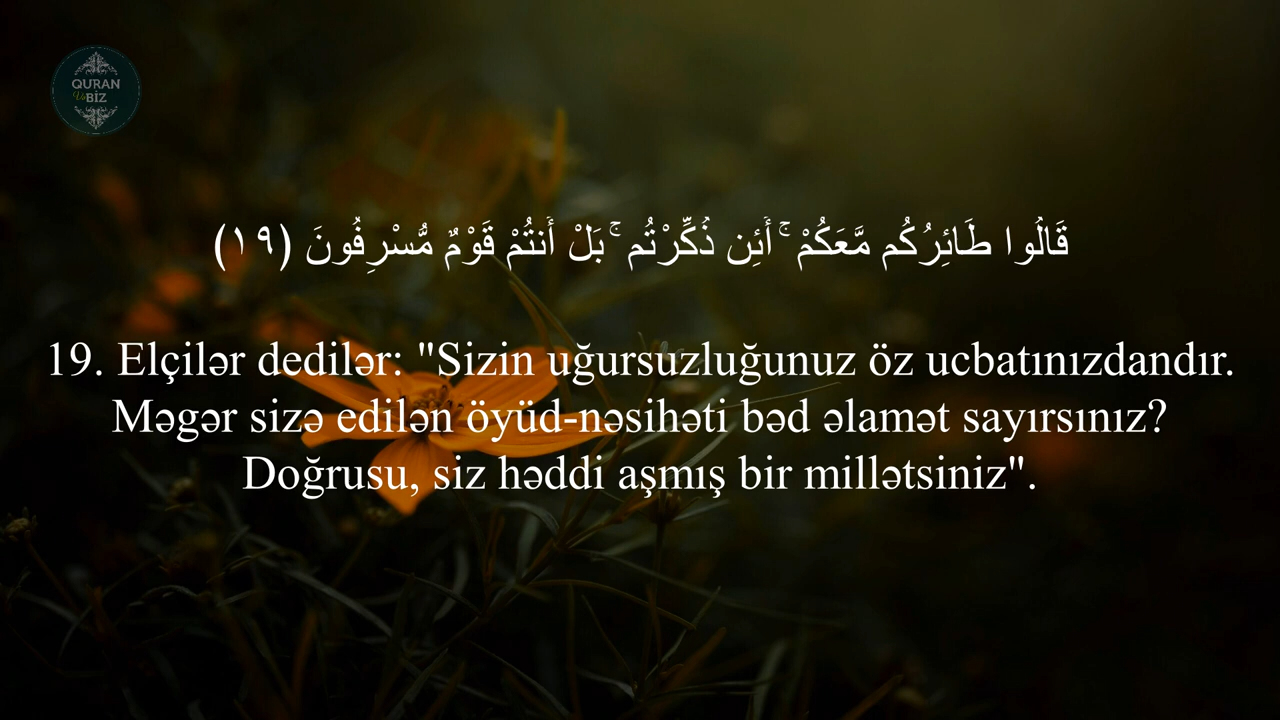 QURAN
Və BİZ
قَالُوا طَائِرُكُم مَّعَكُمْ ۚ أَئِن ذُكِّرْتُم ۚ بَلْ أَنتُمْ قَوْمٌ مُّسْرِفُونَ (١٩)
19. Elçilər dedilər: "Sizin uğursuzluğunuz öz ucbatınızdandır.
Məgər sizə edilən öyüd-nəsihəti bəd əlamət sayırsınız?
Doğrusu, siz həddi aşmış bir millətsiniz".